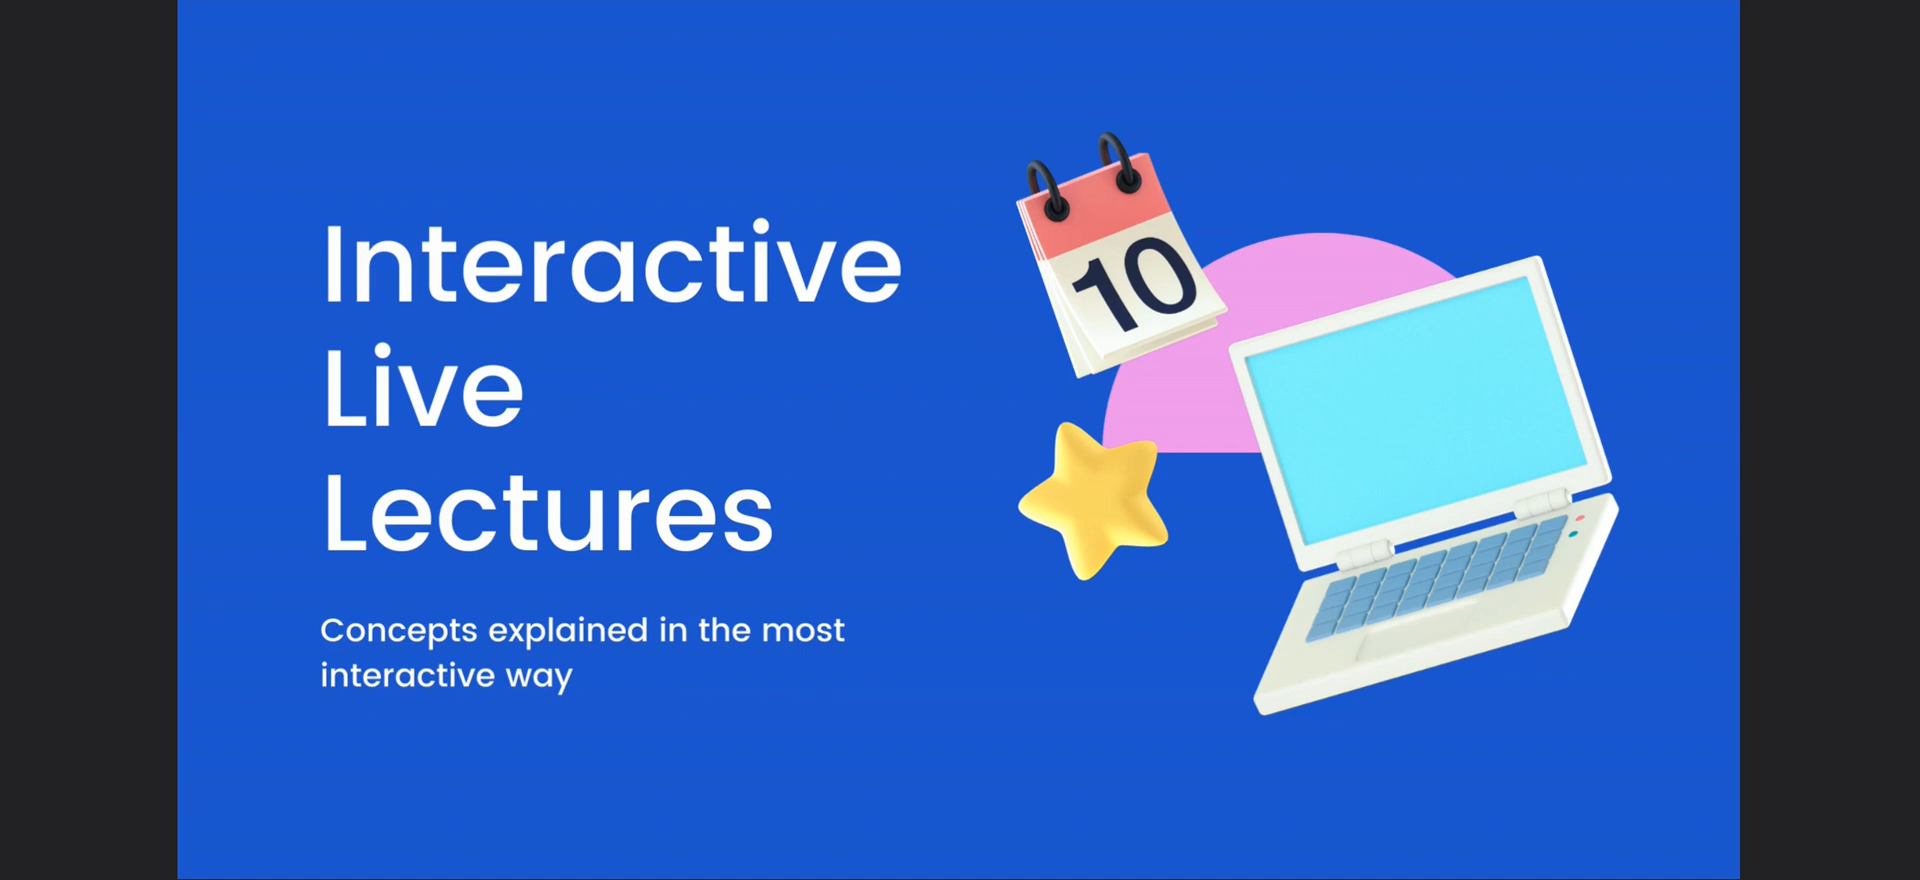 Interactive
Live
Lectures
Concepts explained in the most
interactive way
10